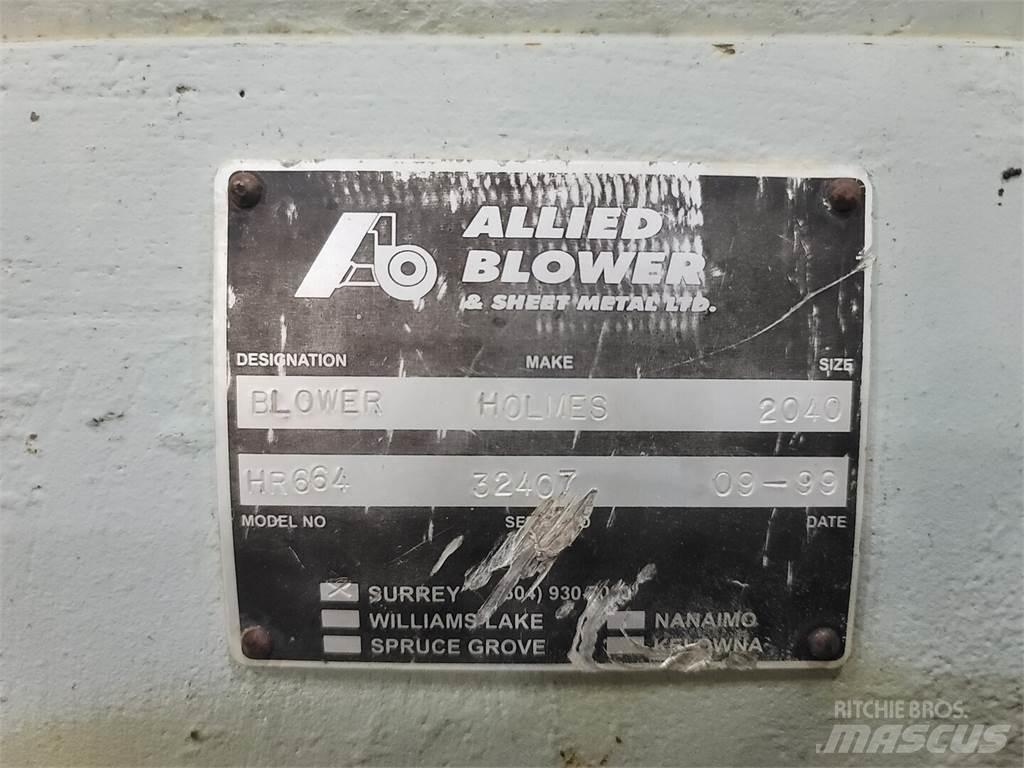 ALLIED
BLOWER
& SHEET METAL LTD.
DESIGNATION MAKE SIZE
BLOWER HOLMES 2040
HR664 32407 09-99
MODEL NO DATE
SURREY
WILLIAMS LAKE NANAIMO
SPRUCE GROVE KELOWNA
RITCHIE BROS.
MASCUS